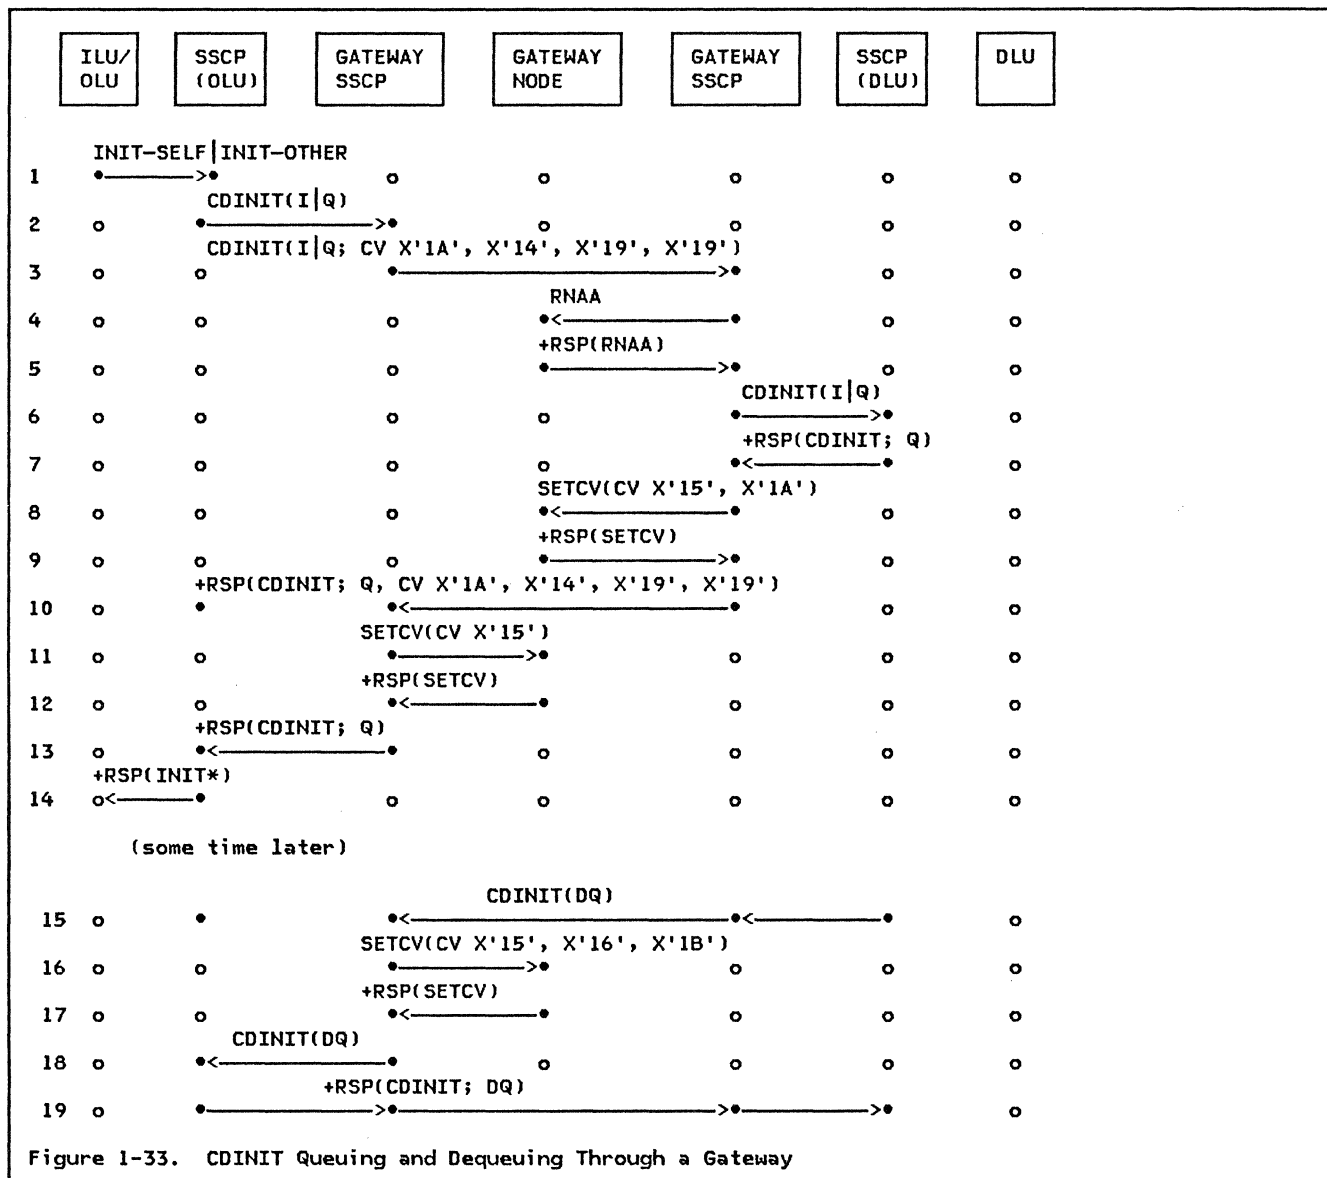 ILU/ OLU
SSCP (OLU)
GATEWAY SSCP
GATEWAY NODE
GATEWAY SSCP
SSCP (DLU)
DLU
INIT-SELF|INIT-OTHER
1
CDINIT(I|Q)
2
CDINIT(I|Q; CV X'1A', X'14', X'19', X'19')
3
RNAA
4
+RSP(RNAA)
5
CDINIT(I|Q)
6
+RSP(CDINIT; Q)
7
SETCV(CV X'15', X'1A')
8
+RSP(SETCV)
9
+RSP(CDINIT; Q, CV X'1A', X'14', X'19', X'19')
10
SETCV(CV X'15')
11
+RSP(SETCV)
12
+RSP(CDINIT; Q)
13
+RSP(INIT*)
14
(some time later)
CDINIT(DQ)
15
SETCV(CV X'15', X'16', X'1B')
16
+RSP(SETCV)
17
CDINIT(DQ)
18
+RSP(CDINIT; DQ)
19
Figure 1-33. CDINIT Queuing and Dequeuing Through a Gateway